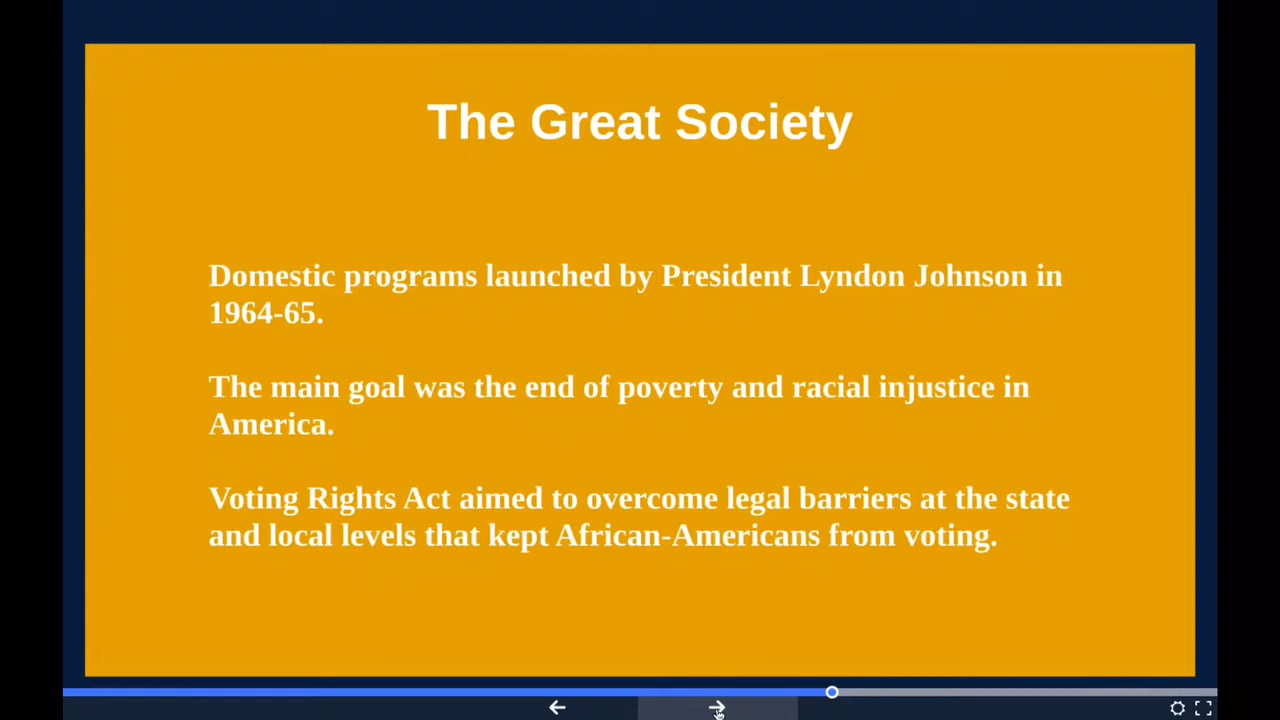 The Great Society
Domestic programs launched by President Lyndon Johnson in
1964-65.
The main goal was the end of poverty and racial injustice in
America.
Voting Rights Act aimed to overcome legal barriers at the state
and local levels that kept African-Americans from voting.